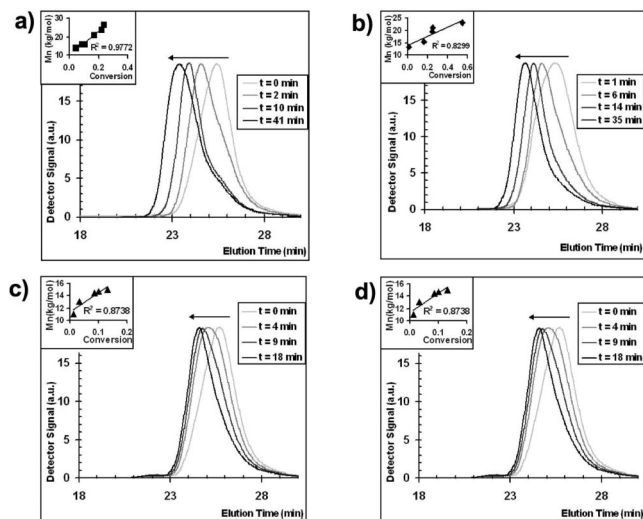 a)
Mn (kg/mol)
30
20
10
0
R² = 0.9772
0 0.2 0.4
Conversion
t = 0 min
t = 2 min
t = 10 min
t = 41 min
Detector Signal (a.u.)
15
10
5
0
18 23 28
Elution Time (min)
b)
Mn (kg/mol)
25
20
15
10
R² = 0.8299
0.0 0.2 0.4 0.6
Conversion
t = 1 min
t = 6 min
t = 14 min
t = 35 min
Detector Signal (a.u.)
15
10
5
0
18 23 28
Elution Time (min)
c)
Mn(kg/mol)
16
14
12
10
R² = 0.8738
0 0.1 0.2
Conversion
t = 0 min
t = 4 min
t = 9 min
t = 18 min
Detector Signal (a.u.)
15
10
5
0
18 23 28
Elution Time (min)
d)
Mn(kg/mol)
16
14
12
10
R² = 0.8738
0 0.1 0.2
Conversion
t = 0 min
t = 4 min
t = 9 min
t = 18 min
Detector Signal (a.u.)
15
10
5
0
18 23 28
Elution Time (min)